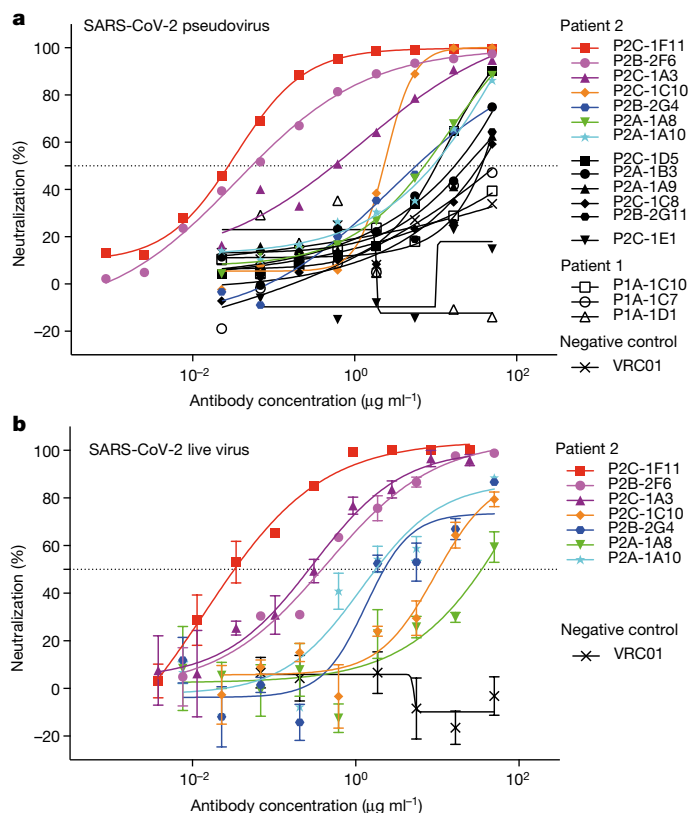 a
SARS-CoV-2 pseudovirus
Neutralization (%)
100
80
60
40
20
0
−20
10⁻²
10⁰
10²
Antibody concentration (μg ml⁻¹)
Patient 2
P2C-1F11
P2B-2F6
P2C-1A3
P2C-1C10
P2B-2G4
P2A-1A8
P2A-1A10
P2C-1D5
P2A-1B3
P2A-1A9
P2C-1C8
P2B-2G11
P2C-1E1
Patient 1
P1A-1C10
P1A-1C7
P1A-1D1
Negative control
VRC01
b
SARS-CoV-2 live virus
Neutralization (%)
100
80
60
40
20
0
−20
10⁻²
10⁰
10²
Antibody concentration (μg ml⁻¹)
Patient 2
P2C-1F11
P2B-2F6
P2C-1A3
P2C-1C10
P2B-2G4
P2A-1A8
P2A-1A10
Negative control
VRC01